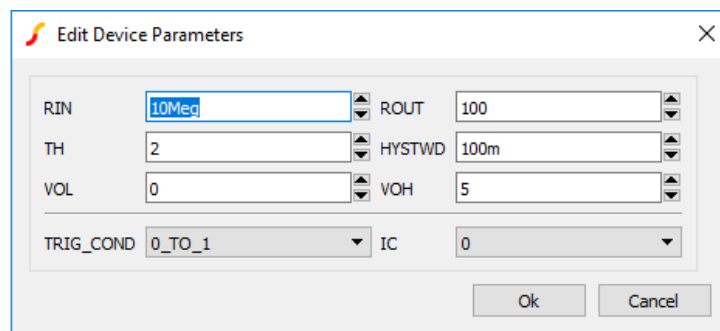 Edit Device Parameters
RIN 10Meg ROUT 100
TH 2 HYSTWD 100m
VOL 0 VOH 5
TRIG_COND 0_TO_1 IC 0
Ok Cancel